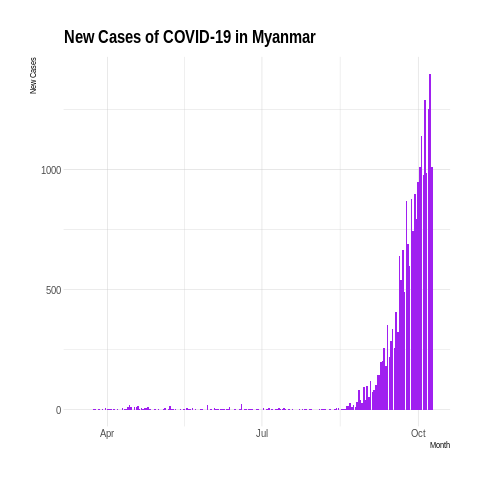 New Cases of COVID-19 in Myanmar
New Cases
1000
500
0
Apr Jul Oct
Month